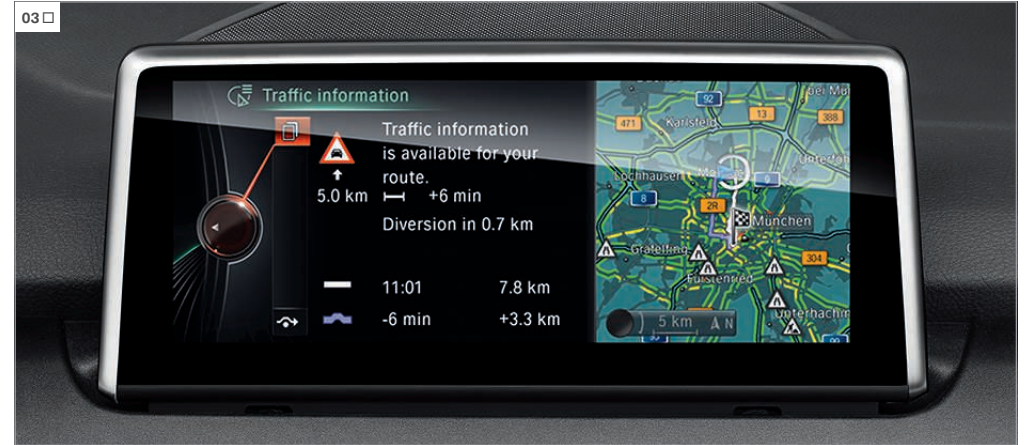 03
Traffic information
Traffic information
is available for your
route.
5.0 km +6 min
Diversion in 0.7 km
11:01 7.8 km
-6 min +3.3 km
92
13
388
471
Karlsfeld
Lochhausen
9
8
2R
München
Gräfelfing
304
Fürstenried
5 km N
Unterhachin